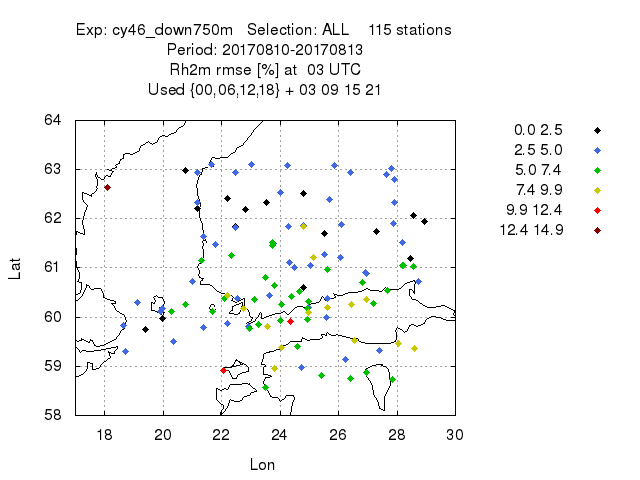 Exp: cy46_down750m Selection: ALL 115 stations
Period: 20170810-20170813
Rh2m rmse [%] at 03 UTC
Used {00,06,12,18} + 03 09 15 21
64
63
62
61
60
59
58
Lat
18 20 22 24 26 28 30
Lon
0.0 2.5
2.5 5.0
5.0 7.4
7.4 9.9
9.9 12.4
12.4 14.9